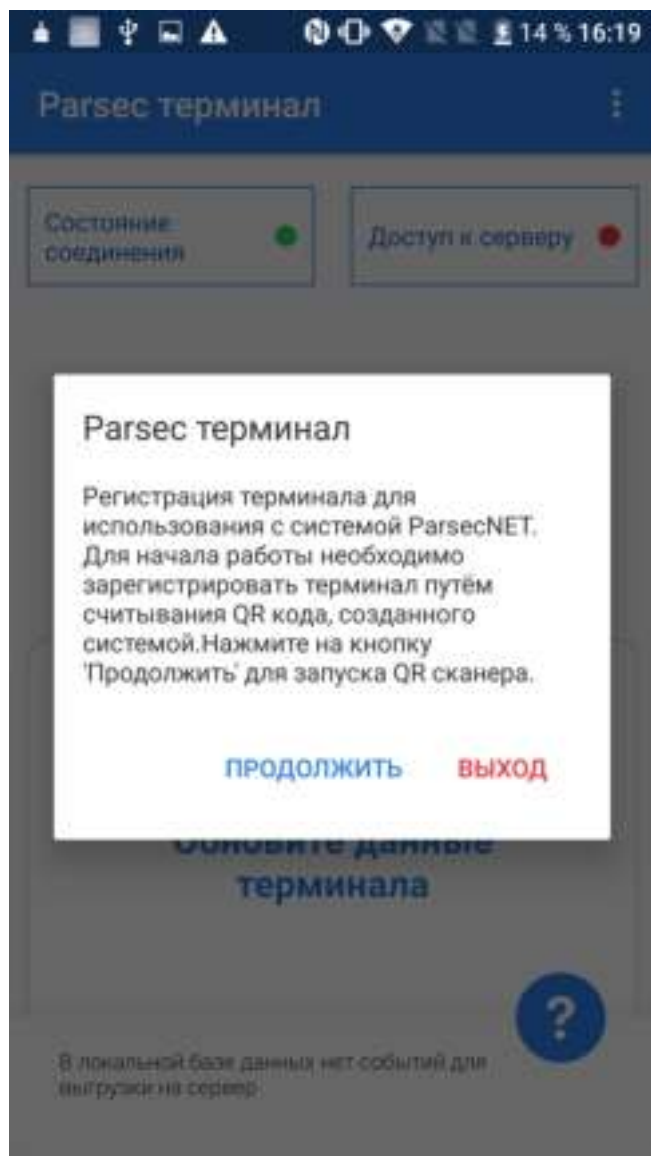 14 % 16:19
Parsec терминал
Состояние
соединения
Доступ к серверу
Parsec терминал
Регистрация терминала для
использования с системой ParsecNET.
Для начала работы необходимо
зарегистрировать терминал путём
считывания QR кода, созданного
системой.Нажмите на кнопку
'Продолжить' для запуска QR сканера.
ПРОДОЛЖИТЬ ВЫХОД
Обновите данные
терминала
?
В локальной базе данных нет событий для
выгрузки на сервер